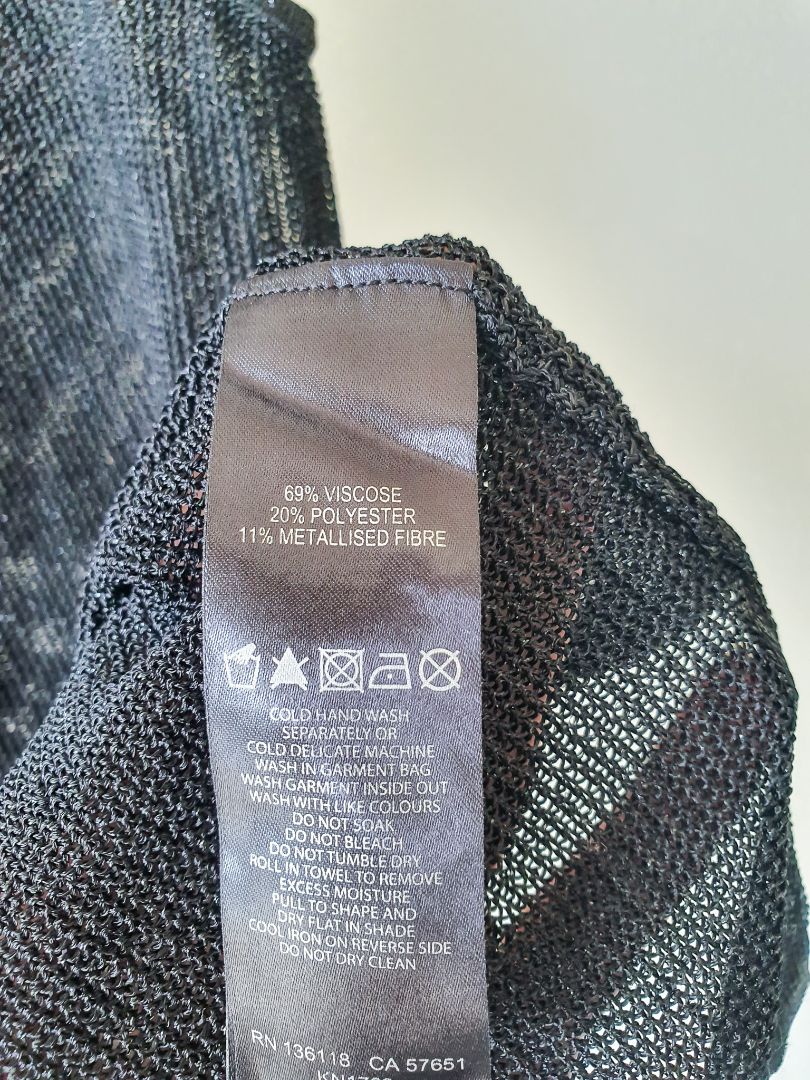 69% VISCOSE
20% POLYESTER
11% METALLISED FIBRE
COLD HAND WASH
SEPARATELY OR
COLD DELICATE MACHINE
WASH IN GARMENT BAG
WASH GARMENT INSIDE OUT
WASH WITH LIKE COLOURS
DO NOT SOAK
DO NOT BLEACH
DO NOT TUMBLE DRY
ROLL IN TOWEL TO REMOVE
EXCESS MOISTURE
PULL TO SHAPE AND
DRY FLAT IN SHADE
COOL IRON ON REVERSE SIDE
DO NOT DRY CLEAN
RN 136118 CA 57651